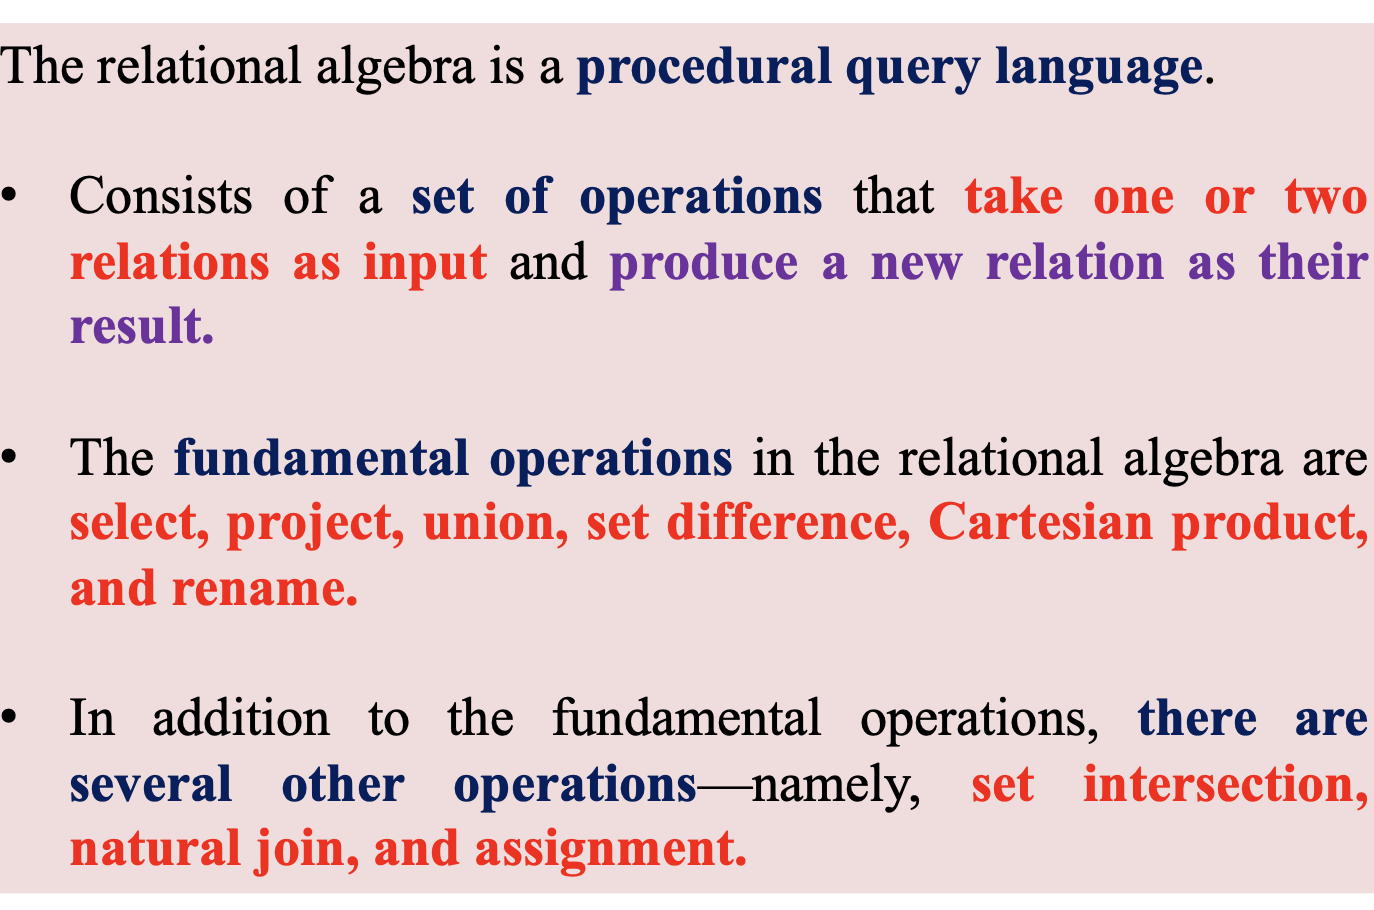 The relational algebra is a procedural query language.
• Consists of a set of operations that take one or two
relations as input and produce a new relation as their
result.
• The fundamental operations in the relational algebra are
select, project, union, set difference, Cartesian product,
and rename.
• In addition to the fundamental operations, there are
several other operations—namely, set intersection,
natural join, and assignment.